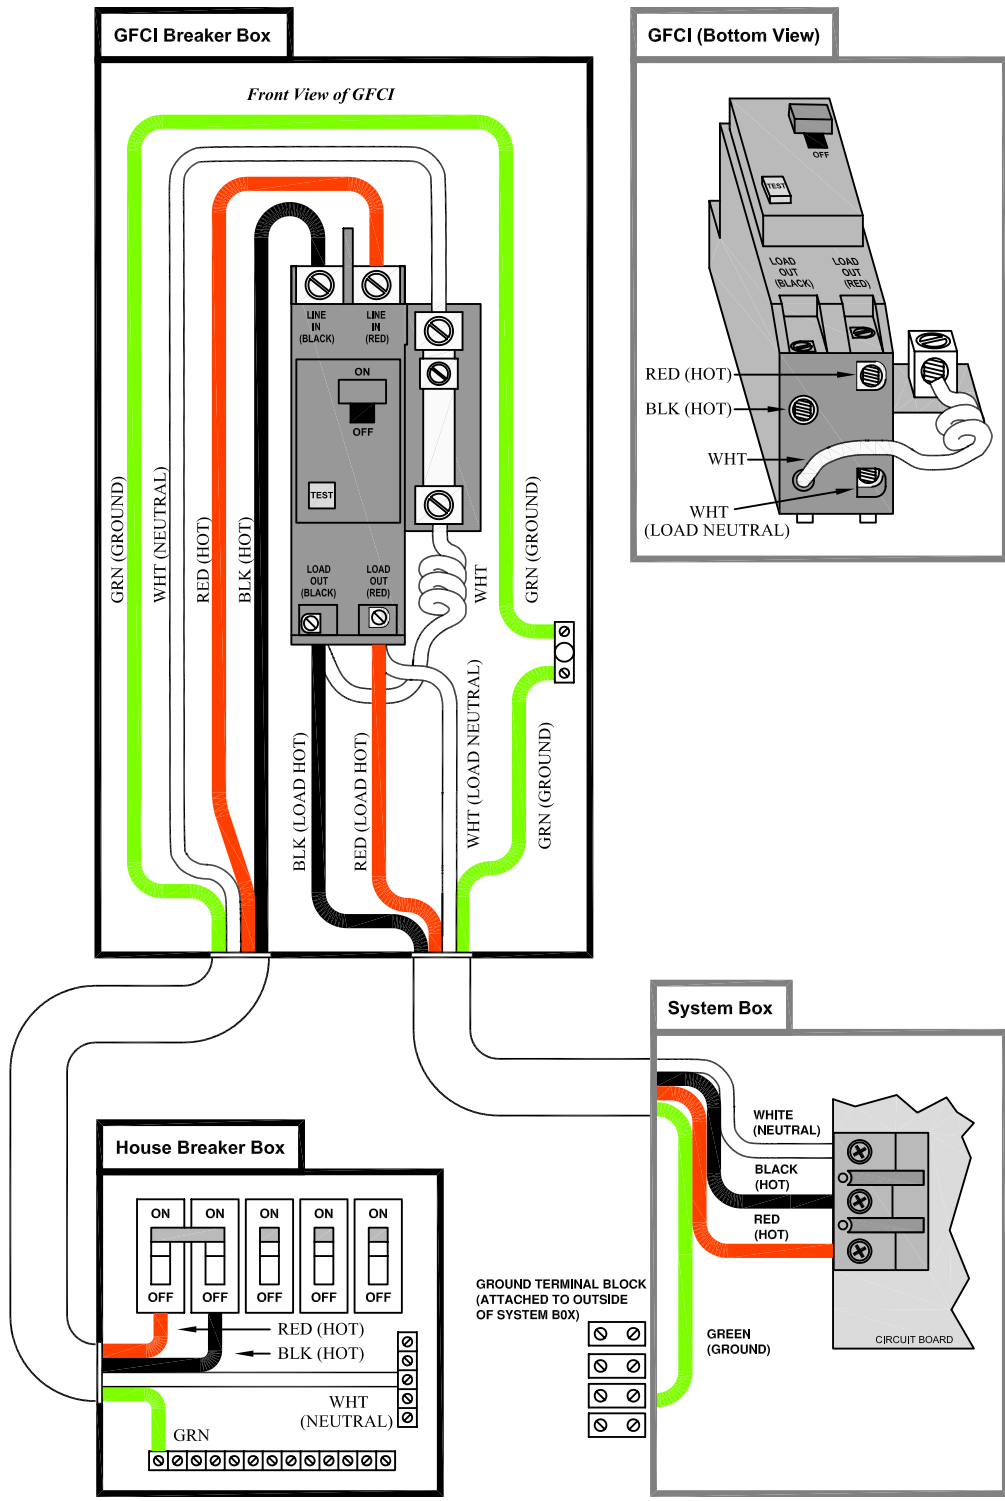 GFCI Breaker Box
Front View of GFCI
GRN (GROUND)
WHT (NEUTRAL)
RED (HOT)
BLK (HOT)
LINE
IN
(BLACK)
LINE
IN
(RED)
ON
OFF
TEST
LOAD
OUT
(BLACK)
LOAD
OUT
(RED)
WHT
GRN (GROUND)
BLK (LOAD HOT)
RED (LOAD HOT)
WHT (LOAD NEUTRAL)
GRN (GROUND)
GFCI (Bottom View)
OFF
TEST
LOAD
OUT
(BLACK)
LOAD
OUT
(RED)
RED (HOT)
BLK (HOT)
WHT
WHT
(LOAD NEUTRAL)
System Box
WHITE
(NEUTRAL)
BLACK
(HOT)
RED
(HOT)
GREEN
(GROUND)
CIRCUIT BOARD
GROUND TERMINAL BLOCK
(ATTACHED TO OUTSIDE
OF SYSTEM BOX)
House Breaker Box
ON
ON
ON
ON
ON
OFF
OFF
OFF
OFF
OFF
RED (HOT)
BLK (HOT)
WHT
(NEUTRAL)
GRN